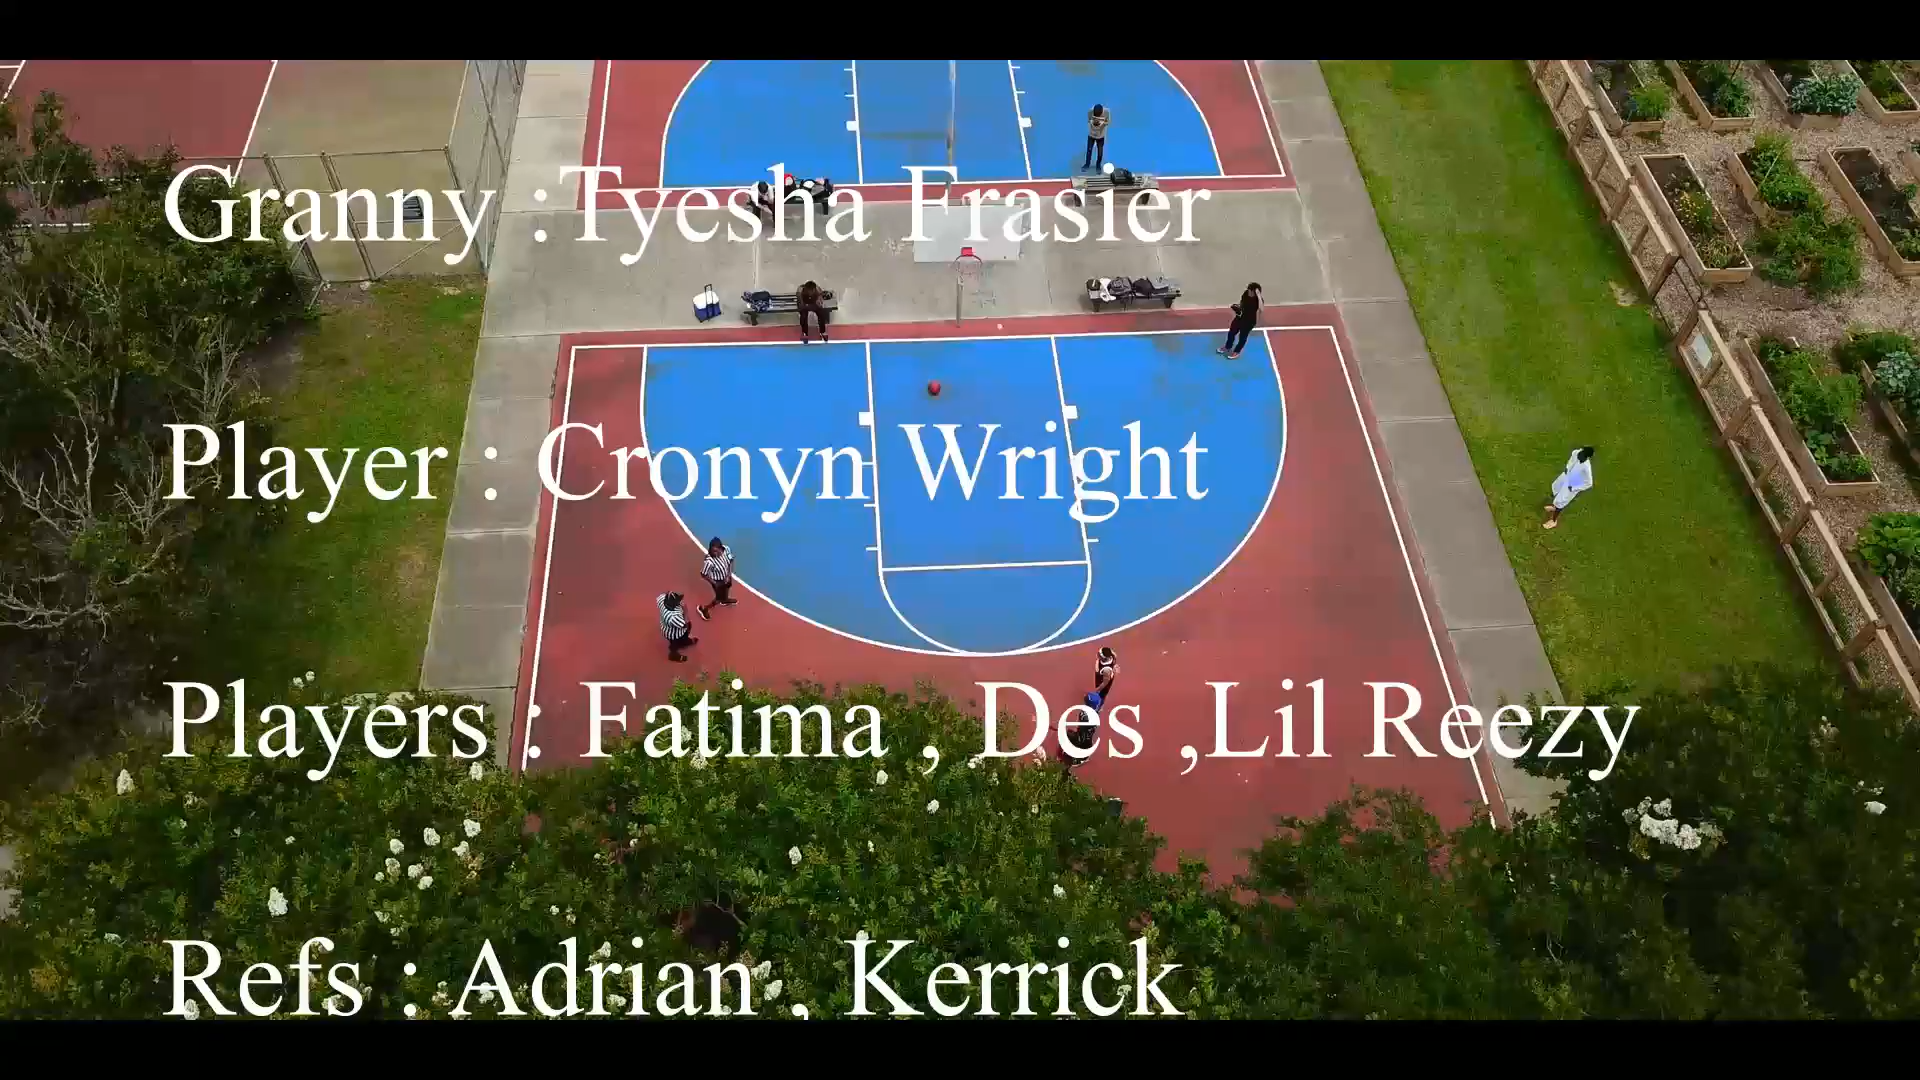 Granny :Tyesha Frasier
Player : Cronyn Wright
Players : Fatima , Des ,Lil Reezy
Refs : Adrian , Kerrick